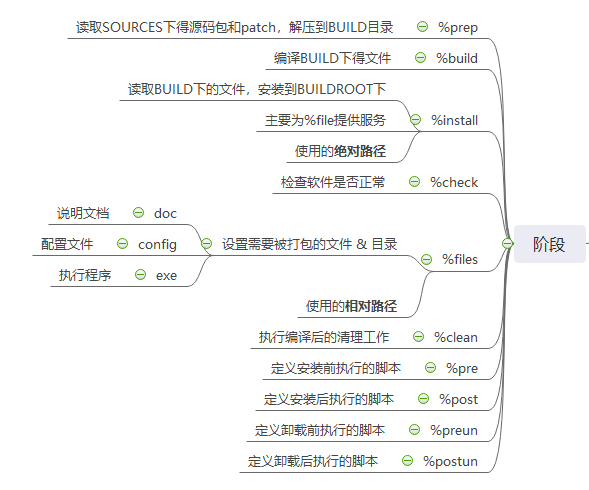 读取SOURCES下得源码包和patch，解压到BUILD目录 %prep
编译BUILD下得文件 %build
读取BUILD下的文件，安装到BUILDROOT下
主要为%file提供服务 %install
使用的绝对路径
检查软件是否正常 %check
说明文档 doc
配置文件 config 设置需要被打包的文件 & 目录
阶段
%files
执行程序 exe
使用的相对路径
执行编译后的清理工作 %clean
定义安装前执行的脚本 %pre
定义安装后执行的脚本 %post
定义卸载前执行的脚本 %preun
定义卸载后执行的脚本 %postun